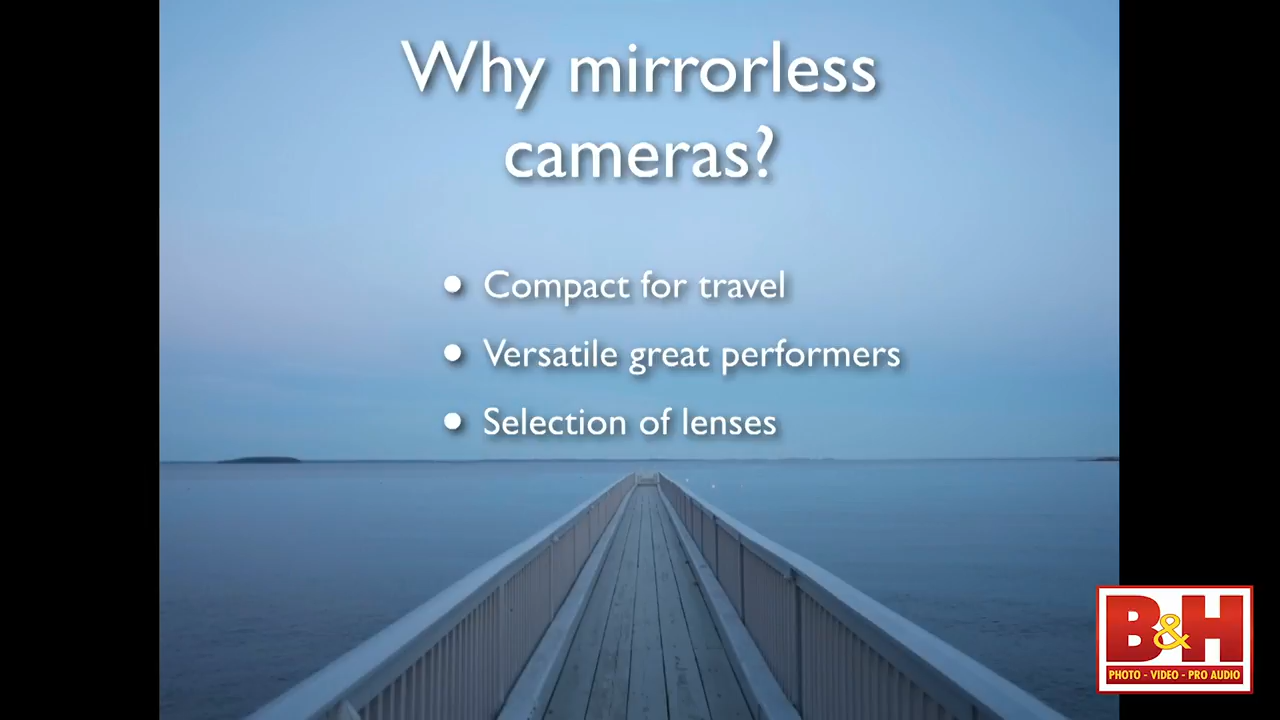 Why mirrorless
cameras?
• Compact for travel
• Versatile great performers
• Selection of lenses
B&H
PHOTO - VIDEO - PRO AUDIO